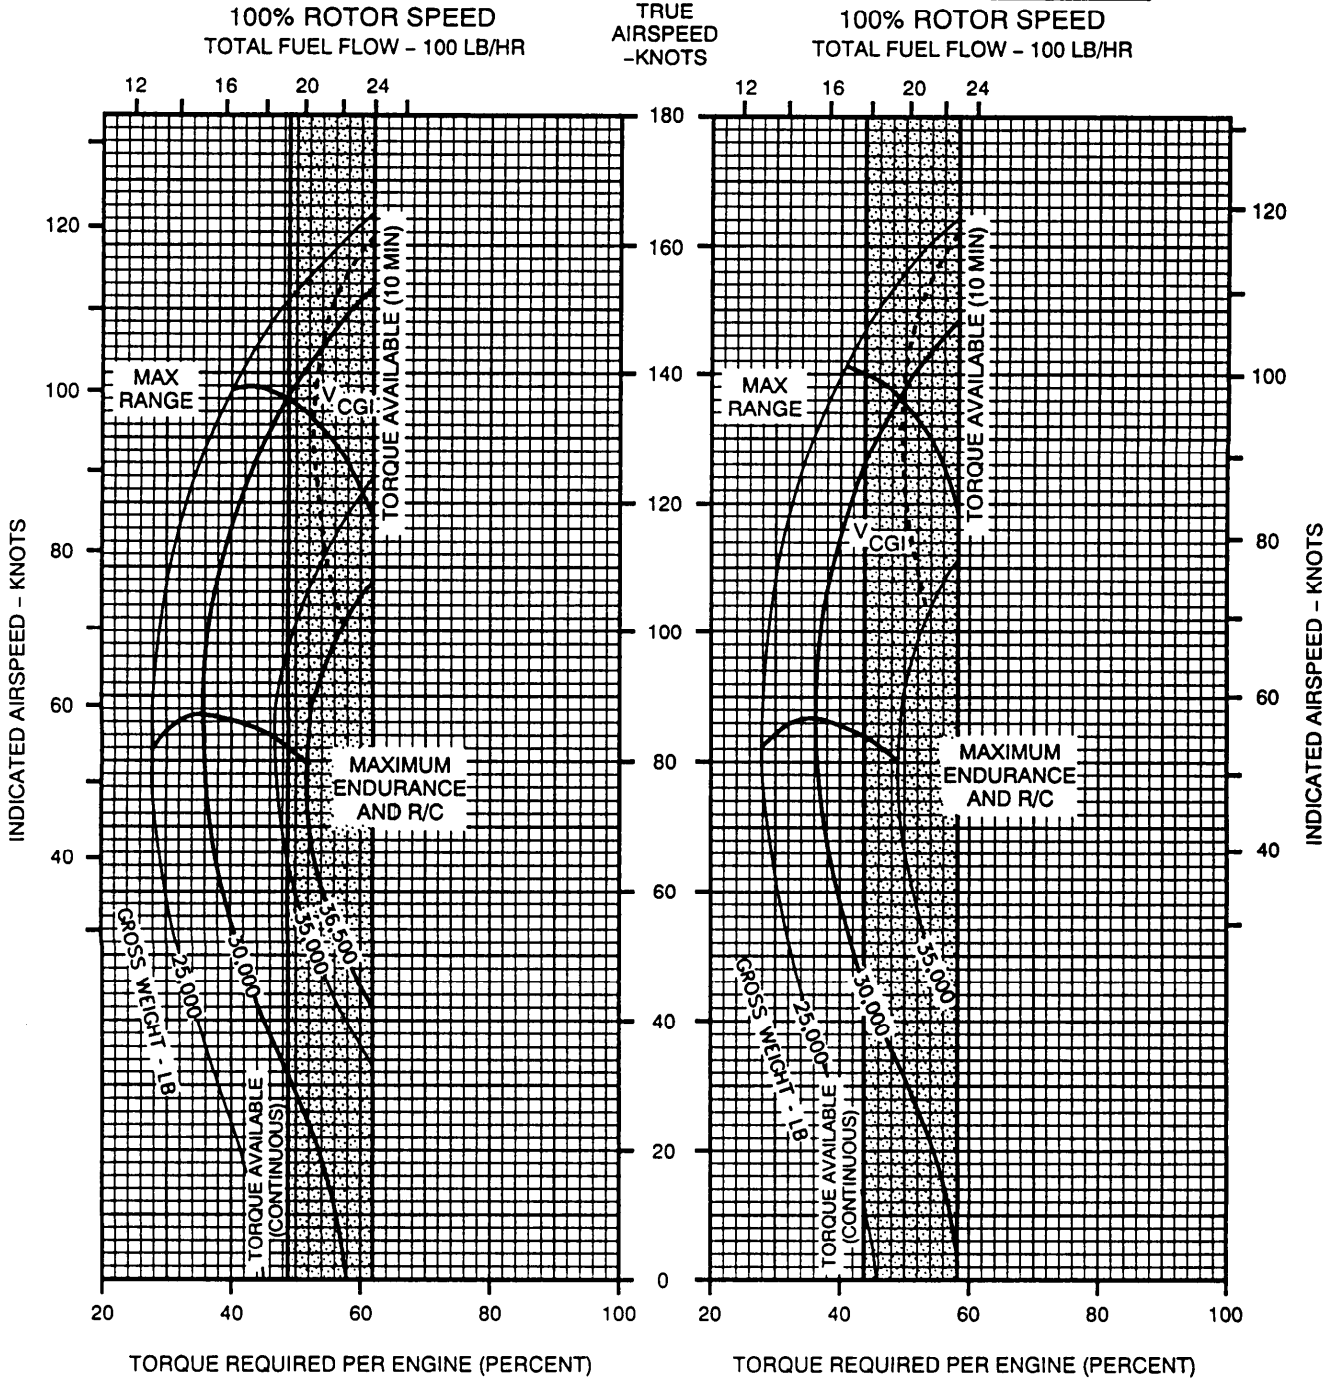 100% ROTOR SPEED
TOTAL FUEL FLOW – 100 LB/HR
12 16 20 24
TRUE
AIRSPEED
–KNOTS
100% ROTOR SPEED
TOTAL FUEL FLOW – 100 LB/HR
12 16 20 24
INDICATED AIRSPEED – KNOTS
120
100
80
60
40
MAX
RANGE
V CGI
TORQUE AVAILABLE (10 MIN)
MAXIMUM
ENDURANCE
AND R/C
GROSS WEIGHT - LB
25,000
30,000
35,000
36,500
TORQUE AVAILABLE
(CONTINUOUS)
20 40 60 80 100
TORQUE REQUIRED PER ENGINE (PERCENT)
180
160
140
120
100
80
60
40
20
0
MAX
RANGE
V CGI
TORQUE AVAILABLE (10 MIN)
MAXIMUM
ENDURANCE
AND R/C
GROSS WEIGHT - LB
25,000
30,000
35,000
TORQUE AVAILABLE
(CONTINUOUS)
20 40 60 80 100
TORQUE REQUIRED PER ENGINE (PERCENT)
120
100
80
60
40
INDICATED AIRSPEED – KNOTS